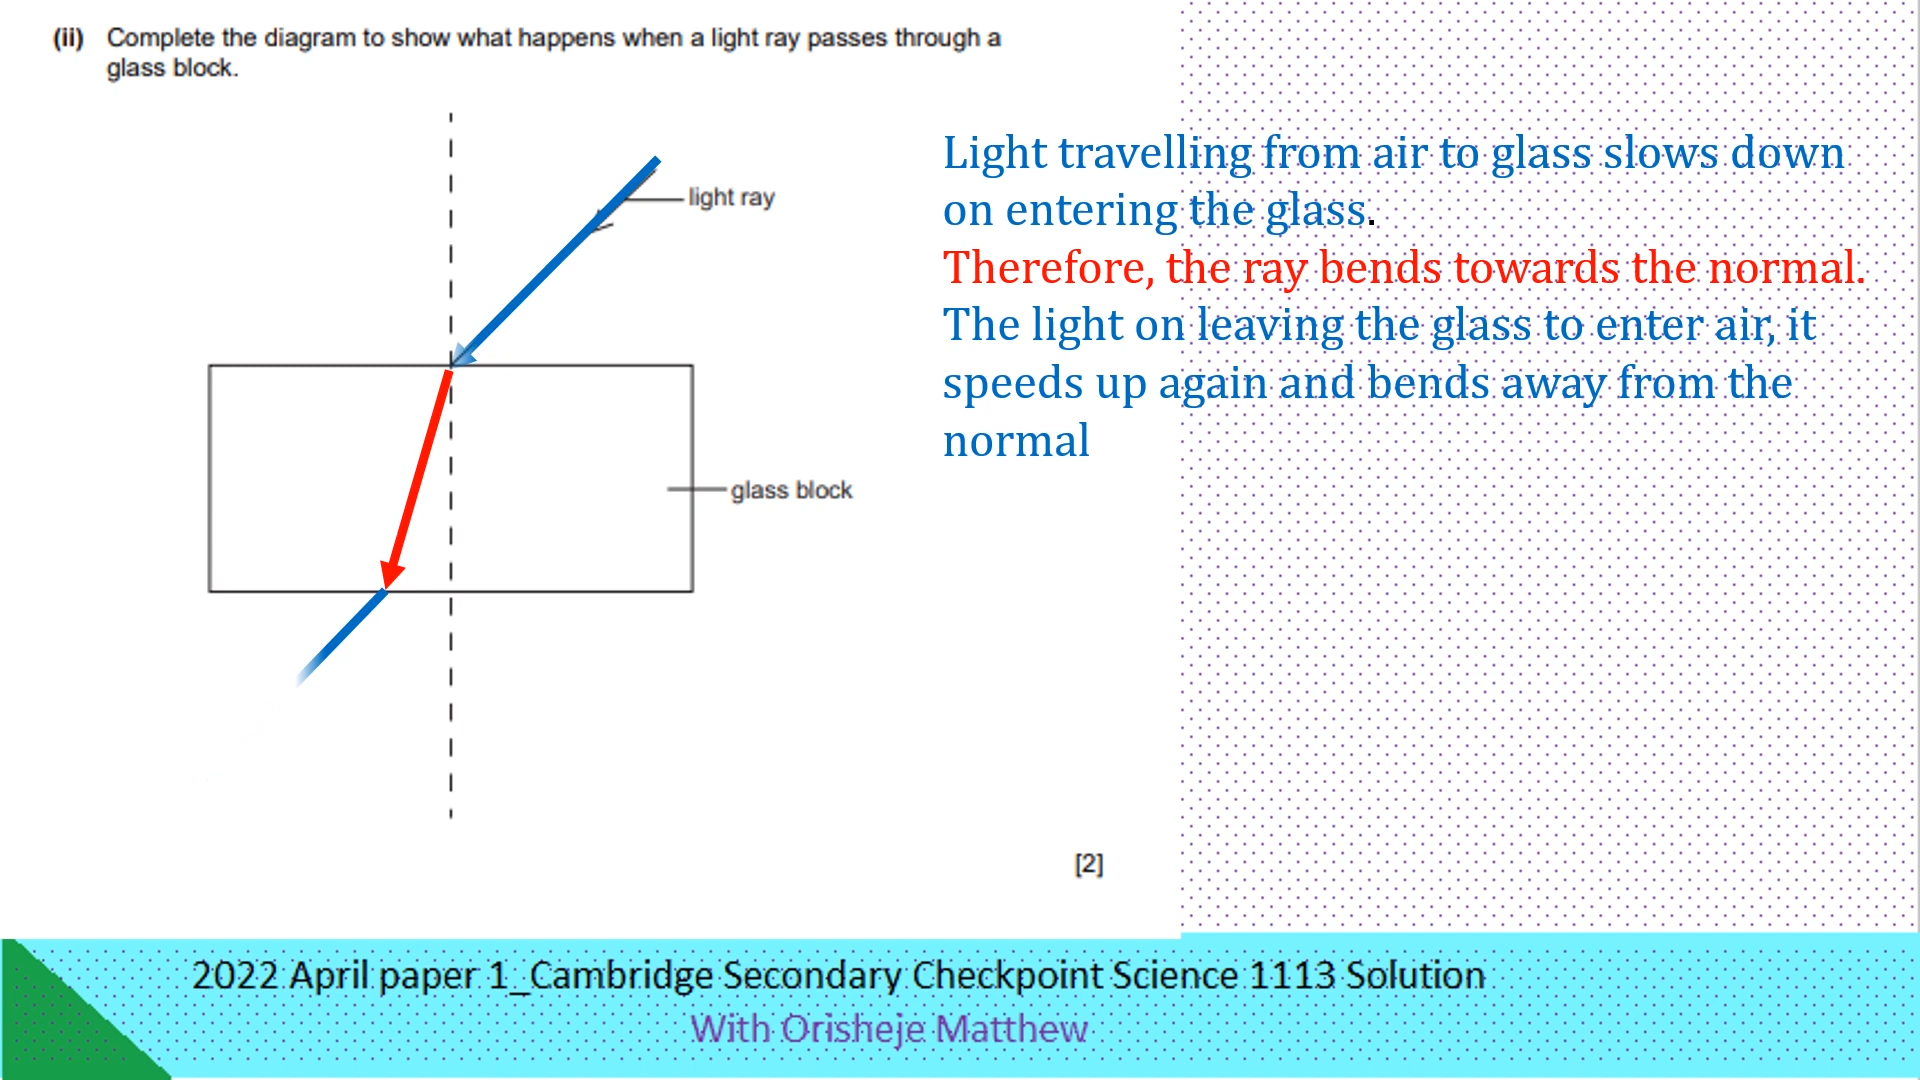 (ii) Complete the diagram to show what happens when a light ray passes through a
glass block.
light ray
glass block
[2]
Light travelling from air to glass slows down
on entering the glass.
Therefore, the ray bends towards the normal.
The light on leaving the glass to enter air, it
speeds up again and bends away from the
normal
2022 April paper 1_Cambridge Secondary Checkpoint Science 1113 Solution
With Orisheje Matthew